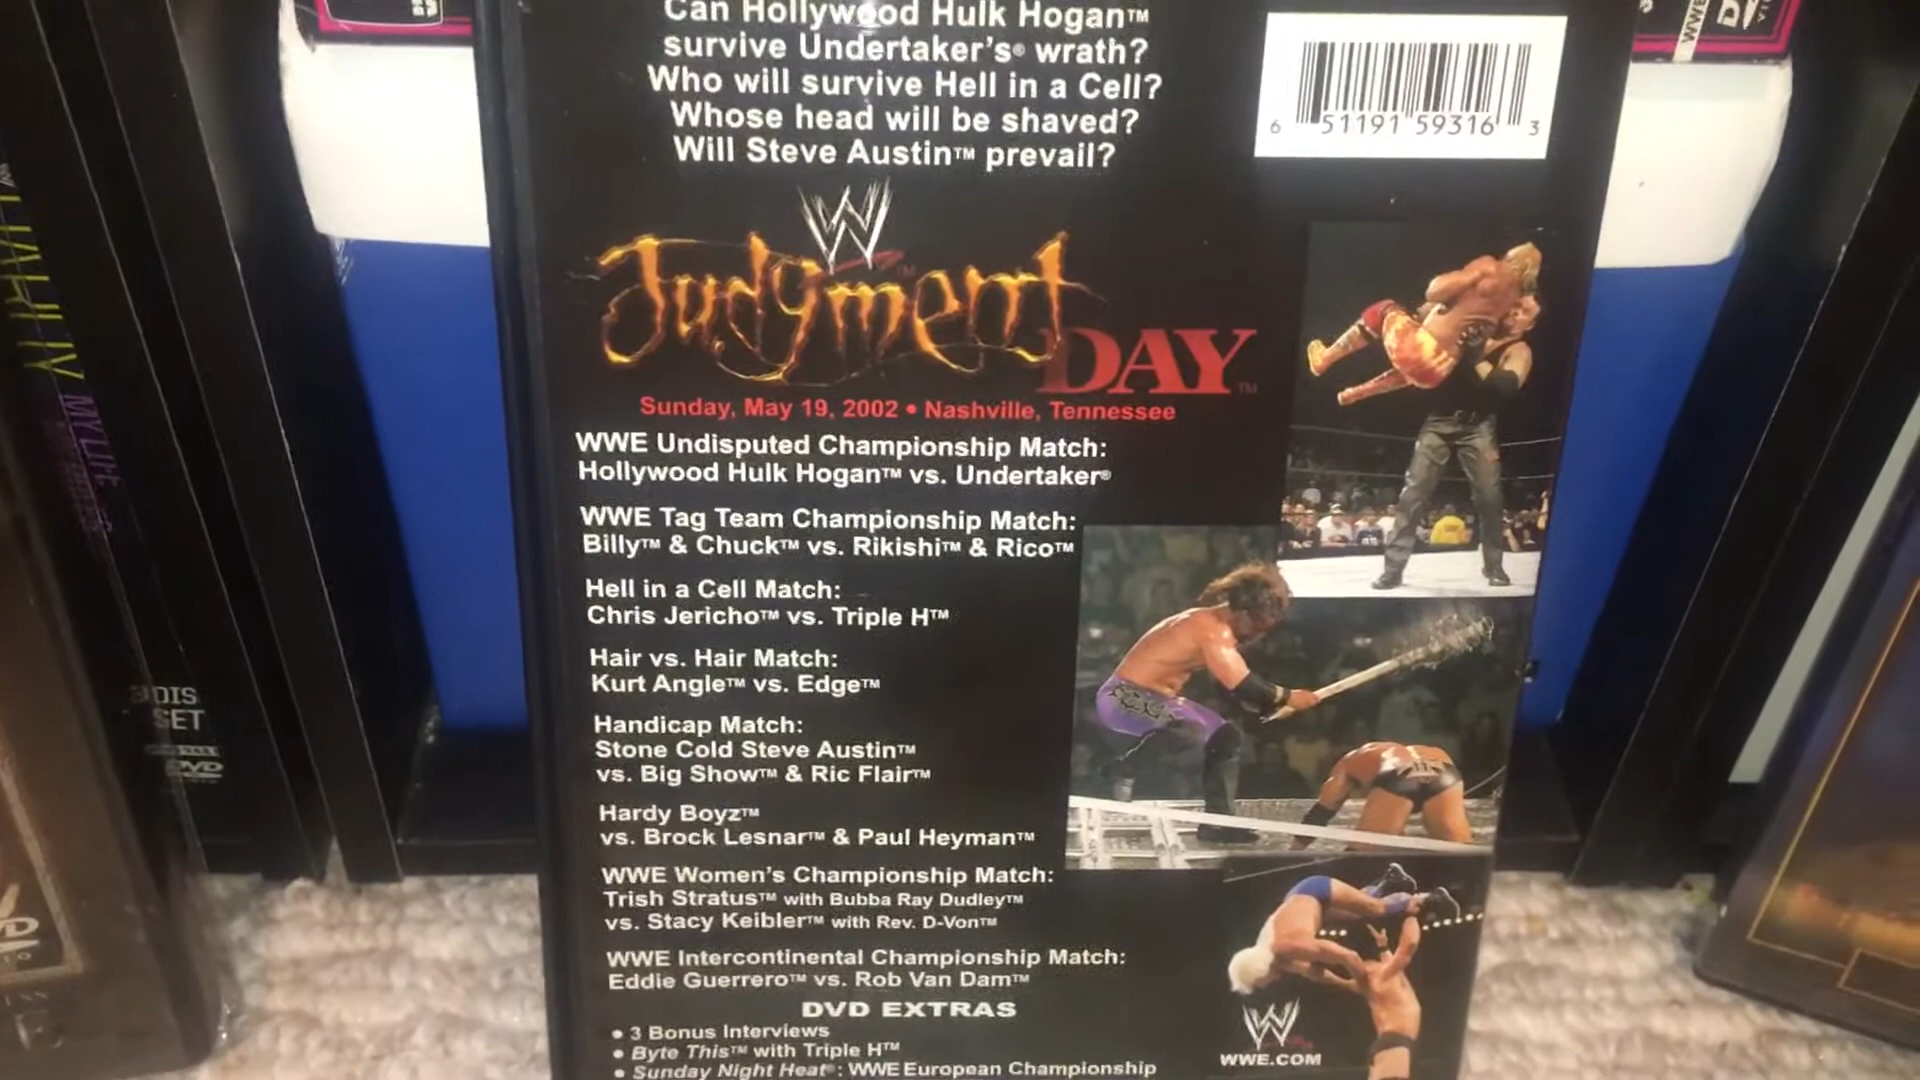 Can Hollywood Hulk Hogan™
survive Undertaker's® wrath?
Who will survive Hell in a Cell?
Whose head will be shaved?
Will Steve Austin™ prevail?
6 51191 59316 3
W
Judgment
DAY™
Sunday, May 19, 2002 • Nashville, Tennessee
WWE Undisputed Championship Match:
Hollywood Hulk Hogan™ vs. Undertaker®
WWE Tag Team Championship Match:
Billy™ & Chuck™ vs. Rikishi™ & Rico™
Hell in a Cell Match:
Chris Jericho™ vs. Triple H™
Hair vs. Hair Match:
Kurt Angle™ vs. Edge™
Handicap Match:
Stone Cold Steve Austin™
vs. Big Show™ & Ric Flair™
Hardy Boyz™
vs. Brock Lesnar™ & Paul Heyman™
WWE Women's Championship Match:
Trish Stratus™ with Bubba Ray Dudley™
vs. Stacy Keibler™ with Rev. D-Von™
WWE Intercontinental Championship Match:
Eddie Guerrero™ vs. Rob Van Dam™
DVD EXTRAS
• 3 Bonus Interviews
• Byte This™ with Triple H™
• Sunday Night Heat®: WWE European Championship
W
WWE.COM
3 DIS
SET
DVD
MY LIFE
WWE